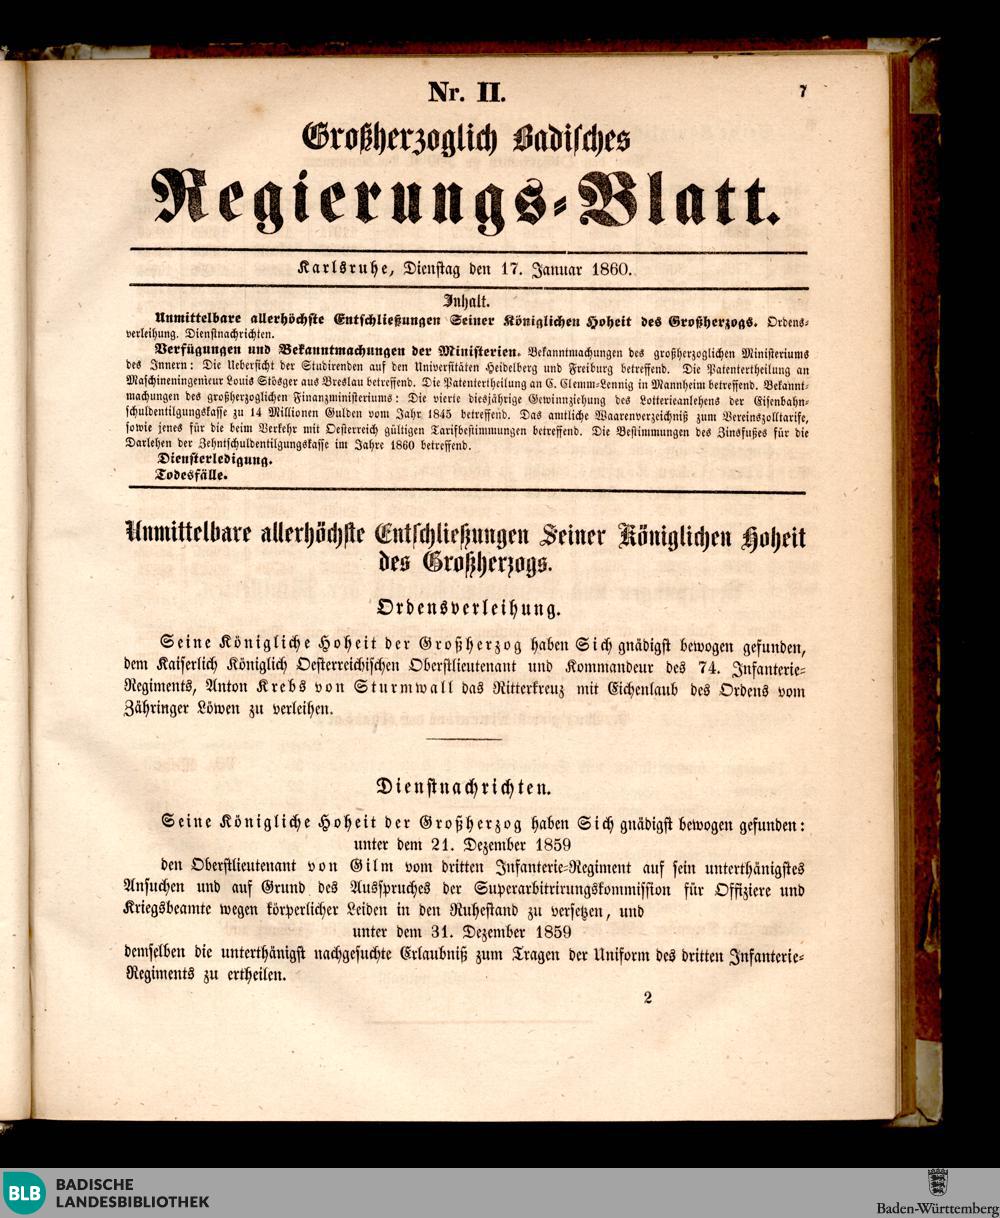 Nr. II.
7
Großherzoglich Badisches
Regierungs-Blatt.
Karlsruhe, Dienstag den 17. Januar 1860.
Inhalt.
Unmittelbare allerhöchste Entschließungen Seiner Königlichen Hoheit des Großherzogs. Ordens-
verleihung. Dienstnachrichten.
Verfügungen und Bekanntmachungen der Ministerien. Bekanntmachungen des großherzoglichen Ministeriums
des Innern: Die Uebersicht der Studirenden auf den Universitäten Heidelberg und Freiburg betreffend. Die Patentertheilung an
Maschineningenieur Louis Stösger aus Breslau betreffend. Die Patentertheilung an C. Clemm-Lennig in Mannheim betreffend. Bekannt-
machungen des großherzoglichen Finanzministeriums: Die vierte diesjährige Gewinnziehung des Lotterieanlehens der Eisenbahn-
schuldentilgungskasse zu 14 Millionen Gulden vom Jahr 1845 betreffend. Das amtliche Waarenverzeichniß zum Vereinszolltarife,
sowie jenes für die beim Verkehr mit Oesterreich gültigen Tarifbestimmungen betreffend. Die Bestimmungen des Zinsfußes für die
Darlehen der Zehntschuldentilgungskasse im Jahre 1860 betreffend.
Diensterledigung.
Todesfälle.
Unmittelbare allerhöchste Entschließungen Seiner Königlichen Hoheit
des Großherzogs.
Ordensverleihung.
Seine Königliche Hoheit der Großherzog haben Sich gnädigst bewogen gefunden,
dem Kaiserlich Königlich Oesterreichischen Oberstlieutenant und Kommandeur des 74. Infanterie-
Regiments, Anton Krebs von Sturmwall das Ritterkreuz mit Eichenlaub des Ordens vom
Zähringer Löwen zu verleihen.
Dienstnachrichten.
Seine Königliche Hoheit der Großherzog haben Sich gnädigst bewogen gefunden:
unter dem 21. Dezember 1859
den Oberstlieutenant von Gilm vom dritten Infanterie-Regiment auf sein unterthänigstes
Ansuchen und auf Grund des Ausspruches der Superarbitrirungskommission für Offiziere und
Kriegsbeamte wegen körperlicher Leiden in den Ruhestand zu versetzen, und
unter dem 31. Dezember 1859
demselben die unterthänigst nachgesuchte Erlaubniß zum Tragen der Uniform des dritten Infanterie-
Regiments zu ertheilen.
2
BLB
BADISCHE
LANDESBIBLIOTHEK
Baden-Württemberg